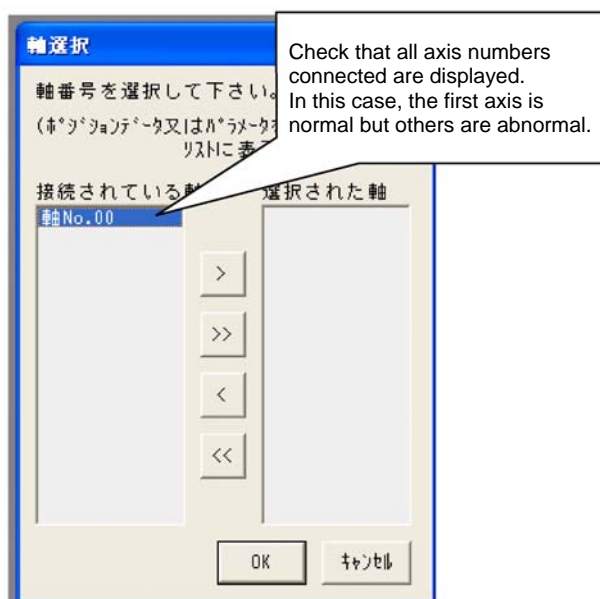 軸選択
Check that all axis numbers
connected are displayed.
In this case, the first axis is
normal but others are abnormal.
軸番号を選択して下さい。
(ﾎﾟｼﾞｼｮﾝﾃﾞｰﾀ又はﾊﾟﾗﾒｰﾀを
ﾘｽﾄに表
接続されている
選択された軸
軸No.00
>
>>
<
<<
OK
ｷｬﾝｾﾙ